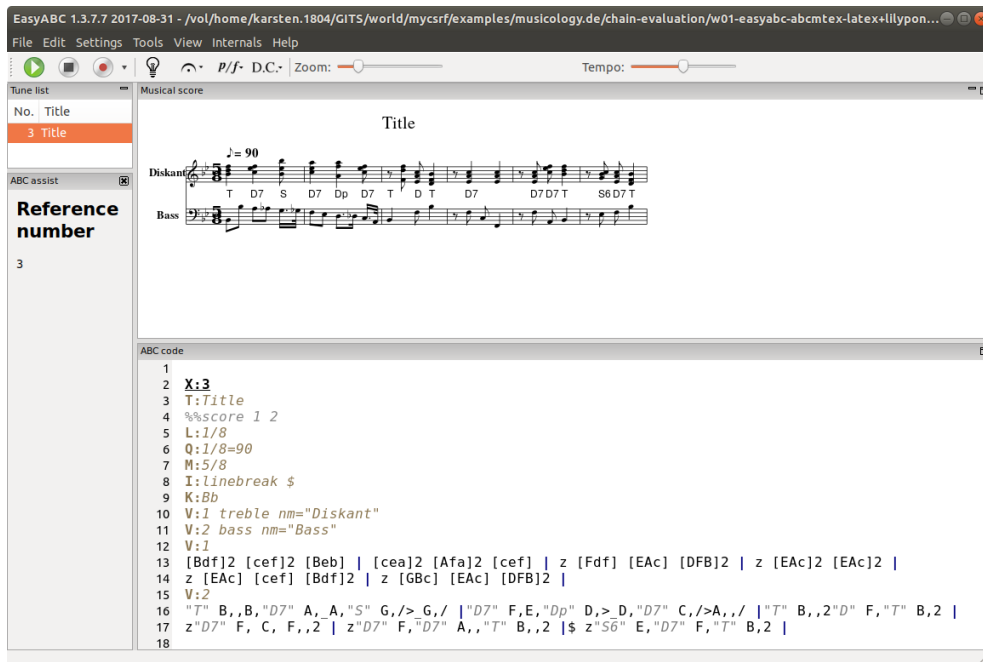 EasyABC 1.3.7.7 2017-08-31 - /vol/home/karsten.1804/GITS/world/mycsrf/examples/musicology.de/chain-evaluation/w01-easyabc-abcmtex-latex+lilypon...
File Edit Settings Tools View Internals Help
p/f- D.C.- Zoom: Tempo:
Tune list
No. Title
3 Title
ABC assist
Reference
number
3
Musical score
Title
♪= 90
Diskant
5
8
T D7 S D7 Dp D7 T D T D7 D7 D7 T S6 D7 T
Bass
5
8
ABC code
1
2 X:3
3 T:Title
4 %%score 1 2
5 L:1/8
6 Q:1/8=90
7 M:5/8
8 I:linebreak $
9 K:Bb
10 V:1 treble nm="Diskant"
11 V:2 bass nm="Bass"
12 V:1
13 [Bdf]2 [cef]2 [Beb] | [cea]2 [Afa]2 [cef] | z [Fdf] [EAc] [DFB]2 | z [EAc]2 [EAc]2 |
14 z [EAc] [cef] [Bdf]2 | z [GBc] [EAc] [DFB]2 |
15 V:2
16 "T" B,,B,"D7" A,_A,"S" G,/>_G,/ |"D7" F,E,"Dp" D,>_D,"D7" C,/>A,,/ |"T" B,,2"D" F,"T" B,2 |
17 z"D7" F, C, F,,2 | z"D7" F,"D7" A,,"T" B,,2 |$ z"S6" E,"D7" F,"T" B,2 |
18